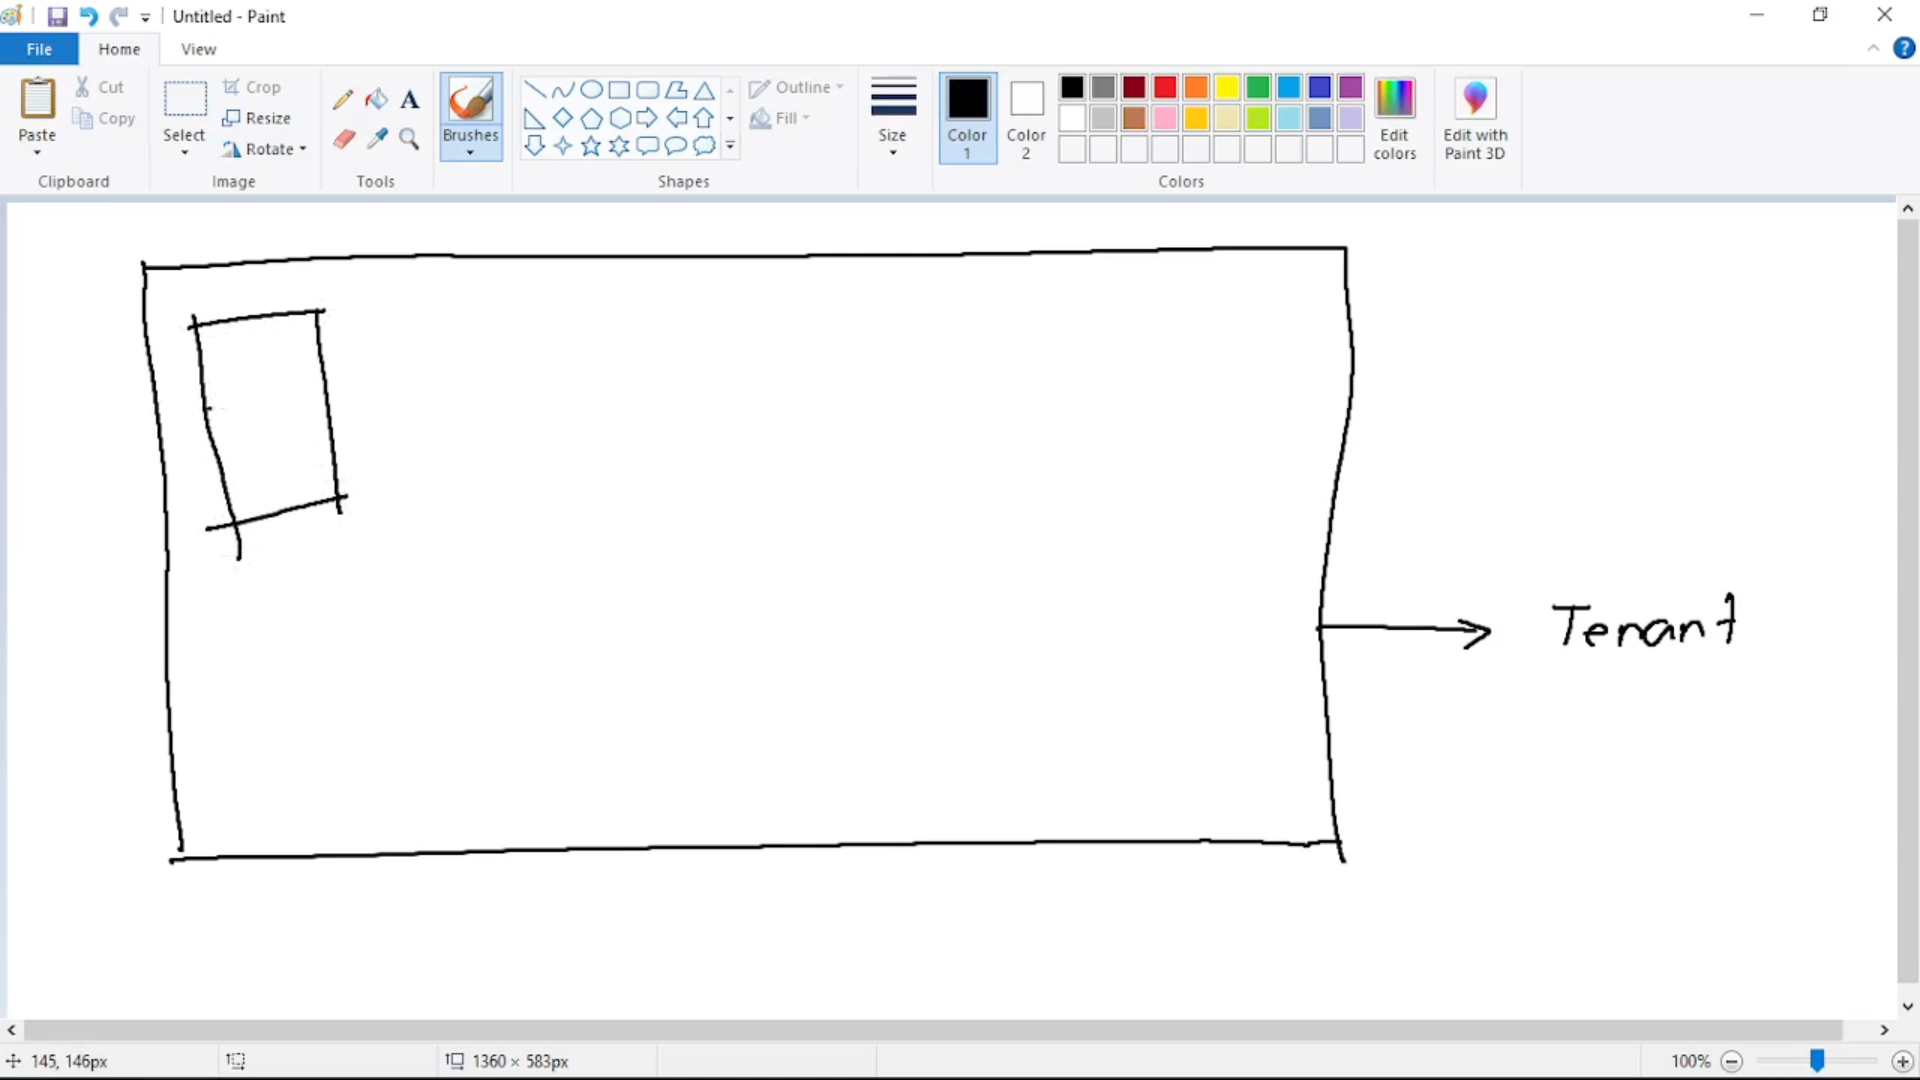 Untitled - Paint
File Home View
Paste
Cut
Copy
Clipboard
Select
Crop
Resize
Rotate
Image
A
Tools
Brushes
Shapes
Outline
Fill
Size
Color 1
Color 2
Edit colors
Colors
Edit with Paint 3D
Tenant
145, 146px
1360 × 583px
100%